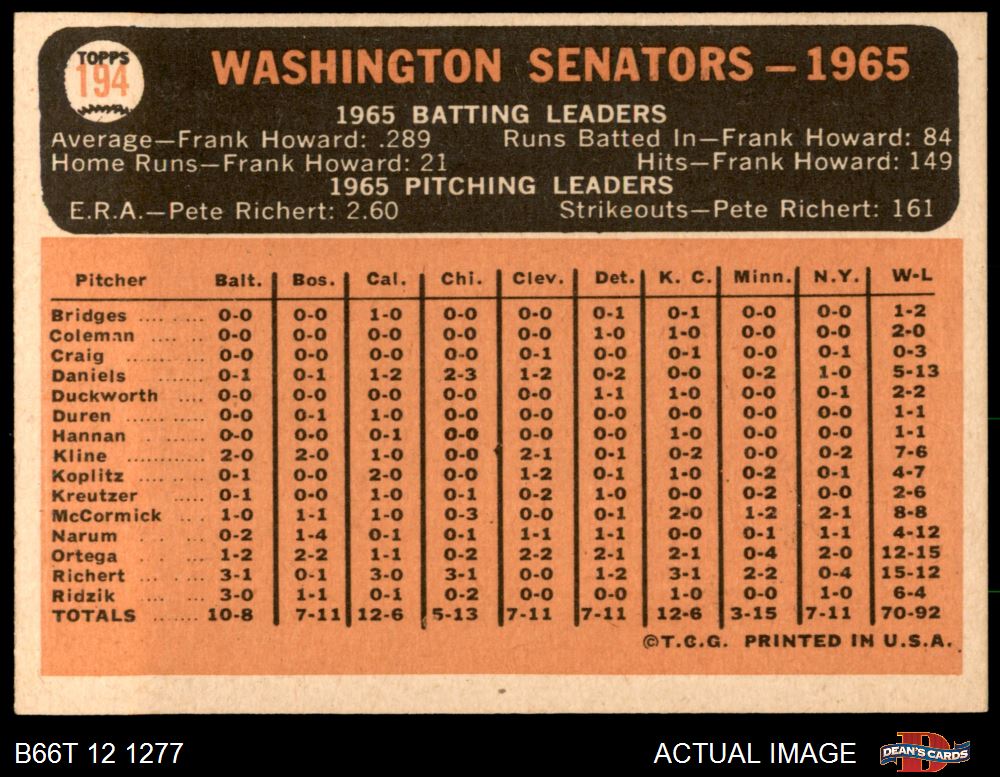 TOPPS
194
WASHINGTON SENATORS — 1965
1965 BATTING LEADERS
Average—Frank Howard: .289 Runs Batted In—Frank Howard: 84
Home Runs—Frank Howard: 21 Hits—Frank Howard: 149
1965 PITCHING LEADERS
E.R.A.—Pete Richert: 2.60 Strikeouts—Pete Richert: 161
Pitcher Balt. Bos. Cal. Chi. Clev. Det. K. C. Minn. N.Y. W-L
Bridges 0-0 0-0 1-0 0-0 0-0 0-1 0-1 0-0 0-0 1-2
Coleman 0-0 0-0 0-0 0-0 0-0 1-0 1-0 0-0 0-0 2-0
Craig 0-0 0-0 0-0 0-0 0-1 0-0 0-1 0-0 0-1 0-3
Daniels 0-1 0-1 1-2 2-3 1-2 0-2 0-0 0-2 1-0 5-13
Duckworth 0-0 0-0 0-0 0-0 0-0 1-1 1-0 0-0 0-1 2-2
Duren 0-0 0-1 1-0 0-0 0-0 0-0 0-0 0-0 0-0 1-1
Hannan 0-0 0-0 0-1 0-0 0-0 0-0 1-0 0-0 0-0 1-1
Kline 2-0 2-0 1-0 0-0 2-1 0-1 0-2 0-0 0-2 7-6
Koplitz 0-1 0-0 2-0 0-0 1-2 0-1 1-0 0-2 0-1 4-7
Kreutzer 0-1 0-0 1-0 0-1 0-2 1-0 0-0 0-2 0-0 2-6
McCormick 1-0 1-1 1-0 0-3 0-0 0-1 2-0 1-2 2-1 8-8
Narum 0-2 1-4 0-1 0-1 1-1 1-1 0-0 0-1 1-1 4-12
Ortega 1-2 2-2 1-1 0-2 2-2 2-1 2-1 0-4 2-0 12-15
Richert 3-1 0-1 3-0 3-1 0-0 1-2 3-1 2-2 0-4 15-12
Ridzik 3-0 1-1 0-1 0-2 0-0 0-0 1-0 0-0 1-0 6-4
TOTALS 10-8 7-11 12-6 5-13 7-11 7-11 12-6 3-15 7-11 70-92
©T.C.G. PRINTED IN U.S.A.
B66T 12 1277 ACTUAL IMAGE DEAN'S CARDS